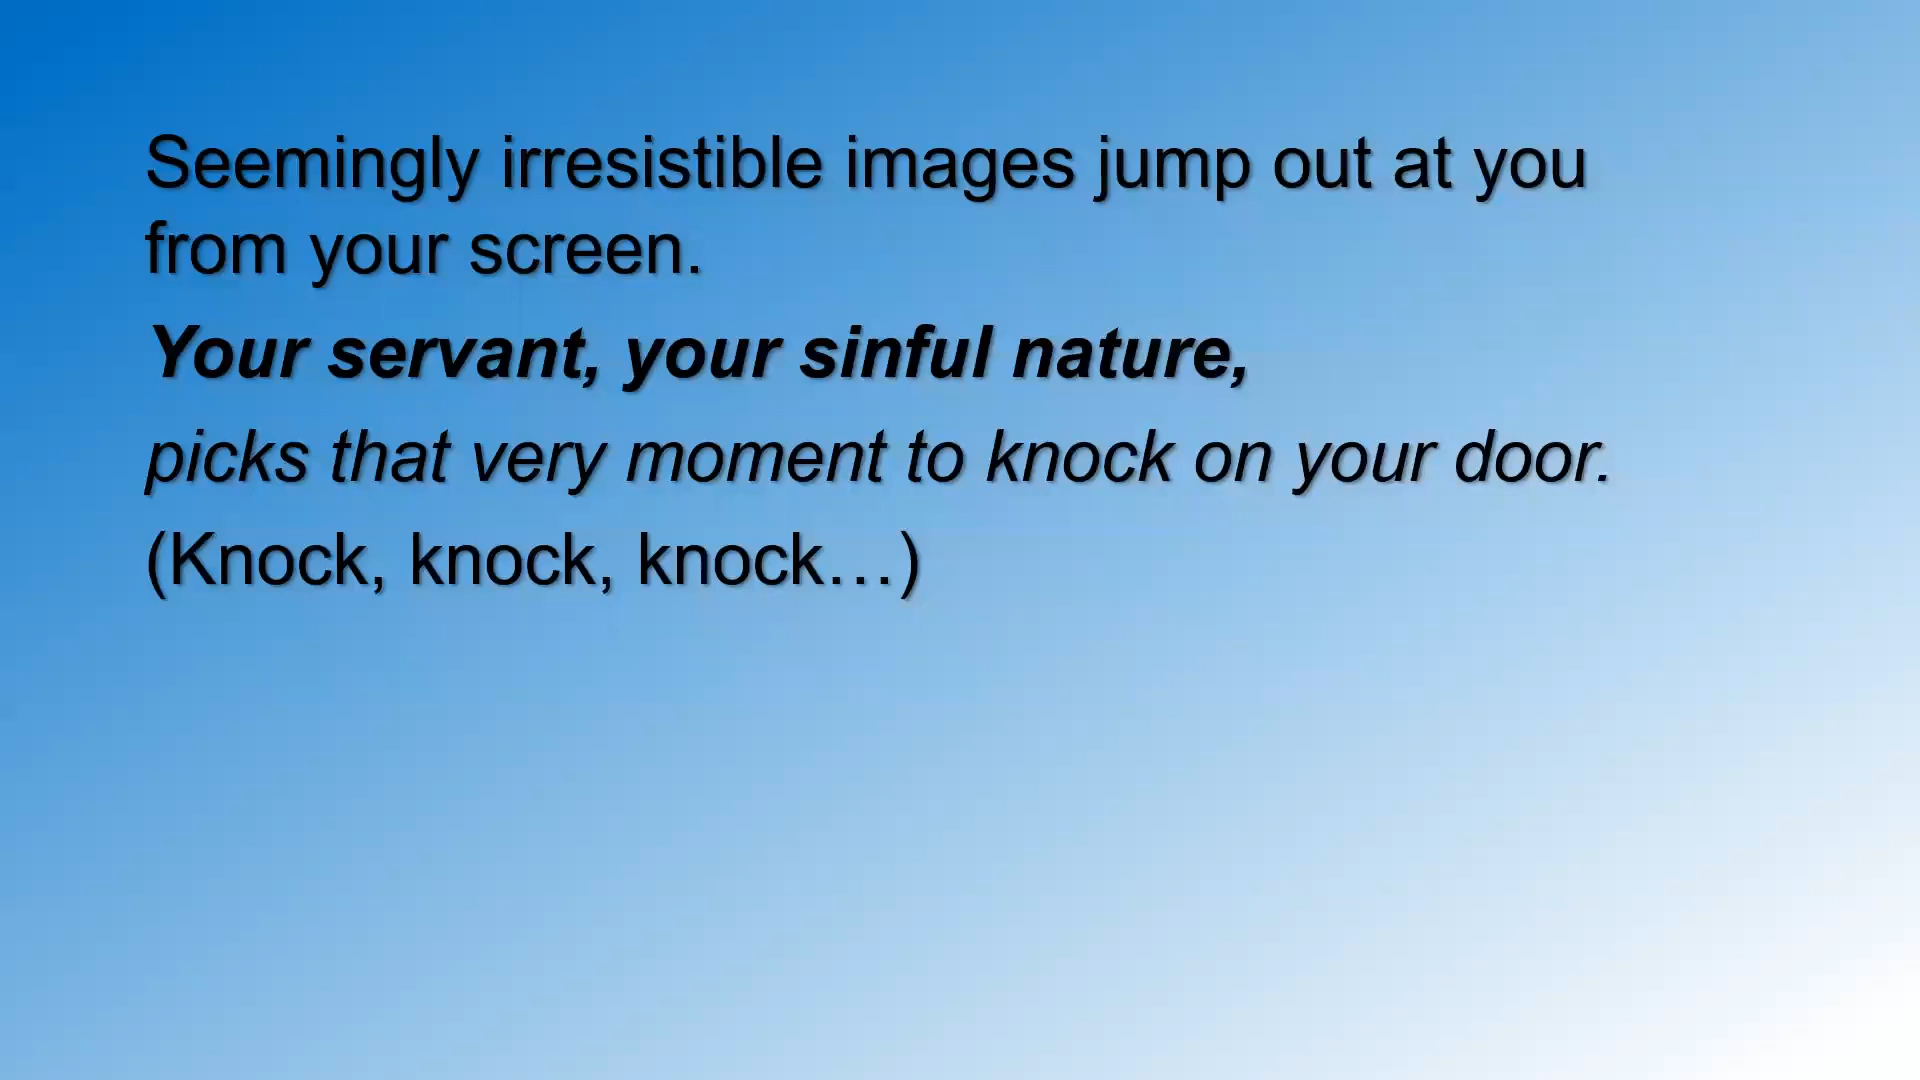 Seemingly irresistible images jump out at you
from your screen.
Your servant, your sinful nature,
picks that very moment to knock on your door.
(Knock, knock, knock…)